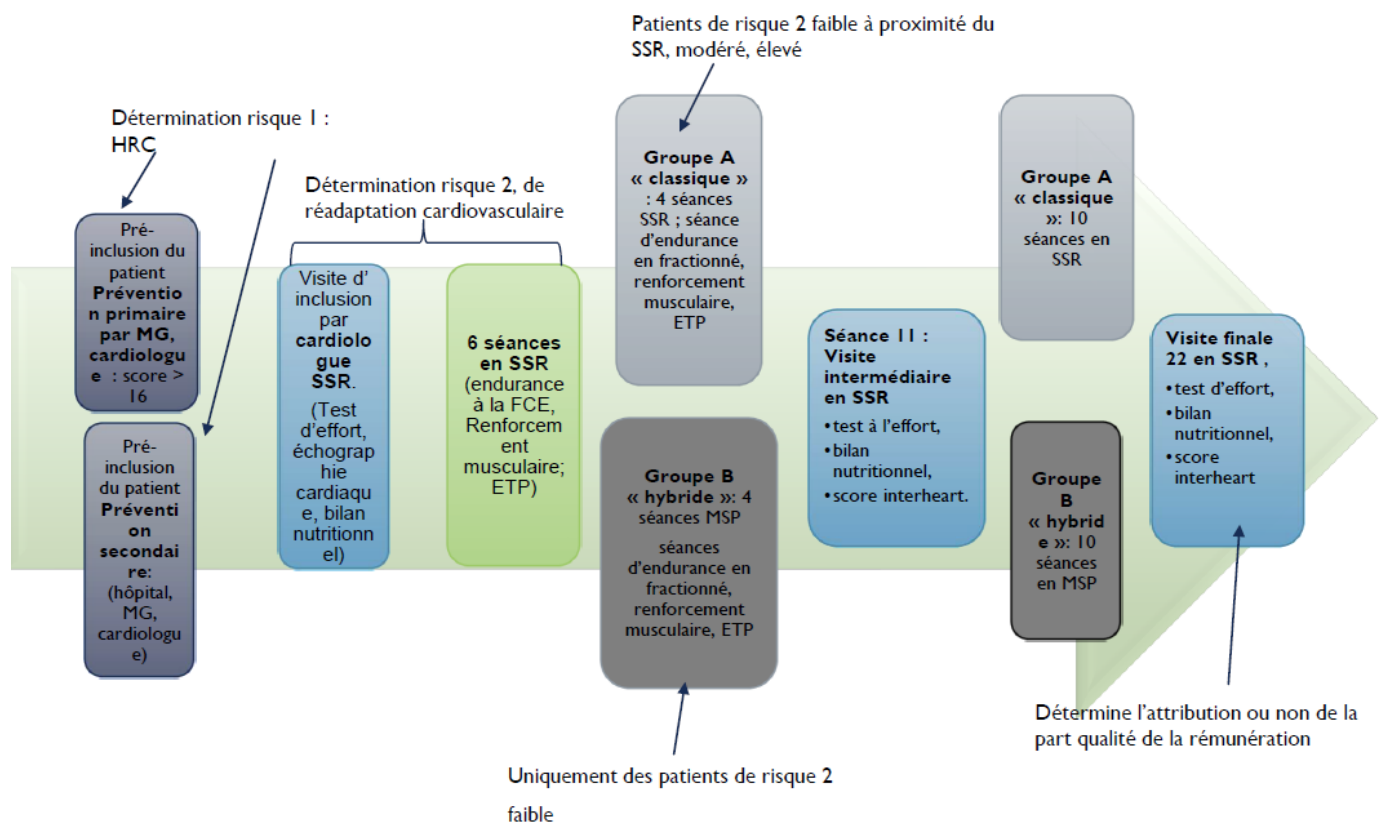 Patients de risque 2 faible à proximité du
SSR, modéré, élevé
Détermination risque 1 :
HRC
Détermination risque 2, de
réadaptation cardiovasculaire
Pré-
inclusion du
patient
Préventio
n primaire
par MG,
cardiologu
e : score >
16
Pré-
inclusion
du patient
Préventi
on
secondai
re:
(hôpital,
MG,
cardiologu
e)
Visite d'
inclusion
par
cardiolo
gue
SSR.
(Test
d'effort,
échograp
hie
cardiaqu
e, bilan
nutritionn
el)
6 séances
en SSR
(endurance
à la FCE,
Renforcem
ent
musculaire;
ETP)
Groupe A
« classique »
: 4 séances
SSR ; séance
d'endurance
en fractionné,
renforcement
musculaire,
ETP
Groupe B
« hybride »: 4
séances MSP
séances
d'endurance en
fractionné,
renforcement
musculaire, ETP
Séance 11 :
Visite
intermédiaire
en SSR
•test à l'effort,
•bilan
nutritionnel,
•score interheart.
Groupe A
« classique
»: 10
séances en
SSR
Groupe
B
« hybrid
e »: 10
séances
en MSP
Visite finale
22 en SSR ,
•test d'effort,
•bilan
nutritionnel,
•score
interheart
Détermine l'attribution ou non de la
part qualité de la rémunération
Uniquement des patients de risque 2
faible